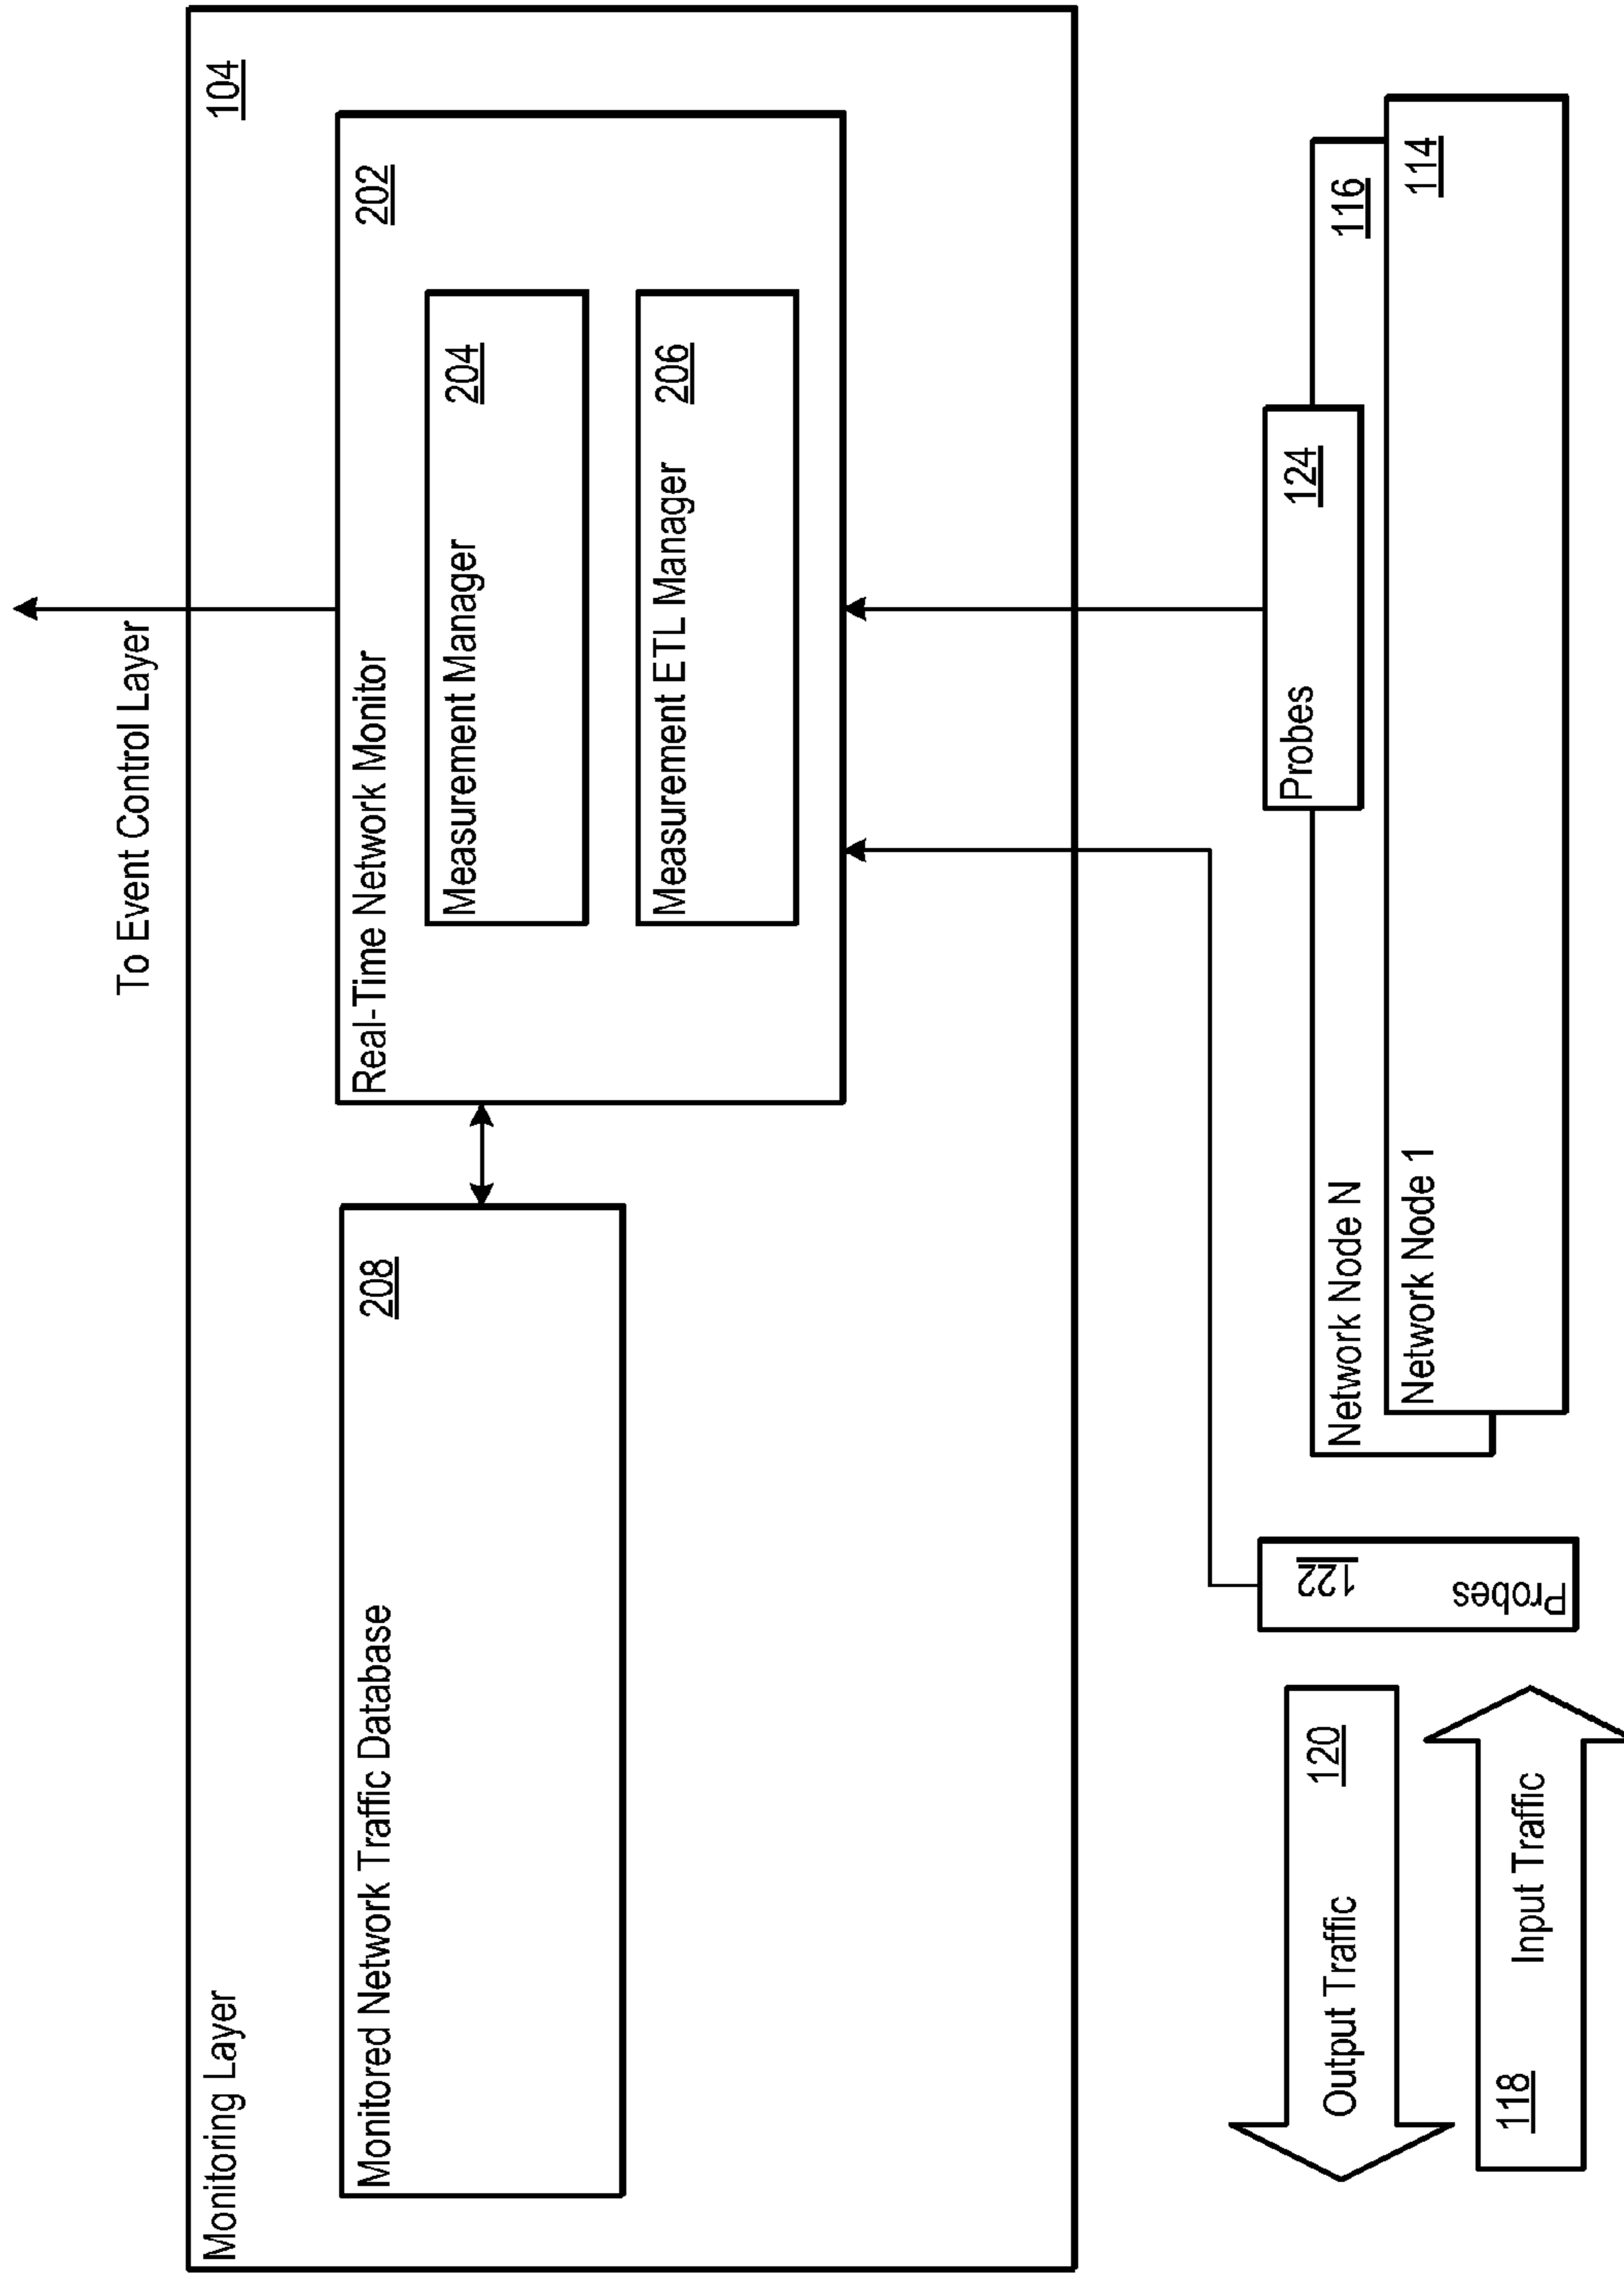 To Event Control Layer
Monitoring Layer
104
Monitored Network Traffic Database
208
Real-Time Network Monitor
202
Measurement Manager
204
Measurement ETL Manager
206
Output Traffic
120
118
Input Traffic
Probes
122
Probes
124
Network Node N
116
Network Node 1
114